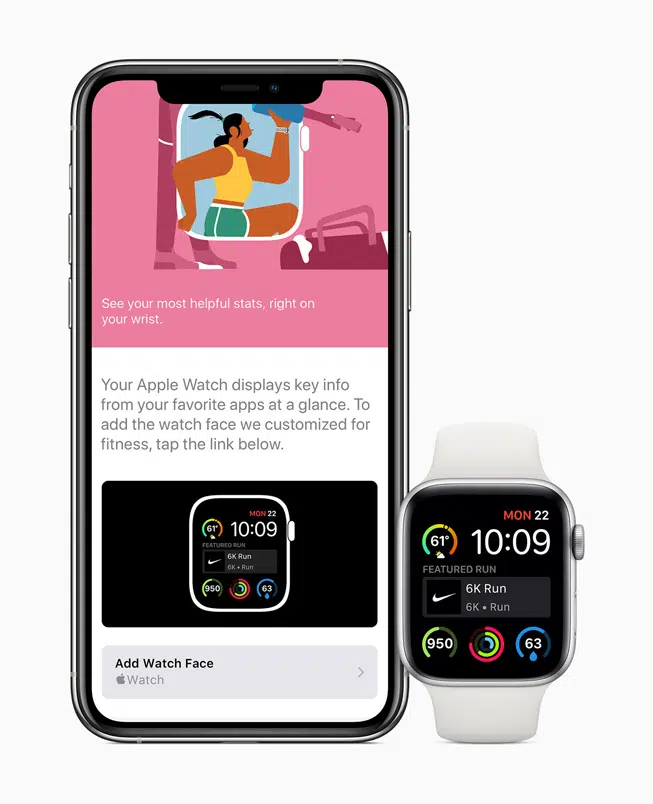 See your most helpful stats, right on
your wrist.
Your Apple Watch displays key info
from your favorite apps at a glance. To
add the watch face we customized for
fitness, tap the link below.
MON 22
61°
10:09
FEATURED RUN
6K Run
6K • Run
950
63
Add Watch Face
Watch
MON 22
61°
10:09
FEATURED RUN
6K Run
6K • Run
950
63